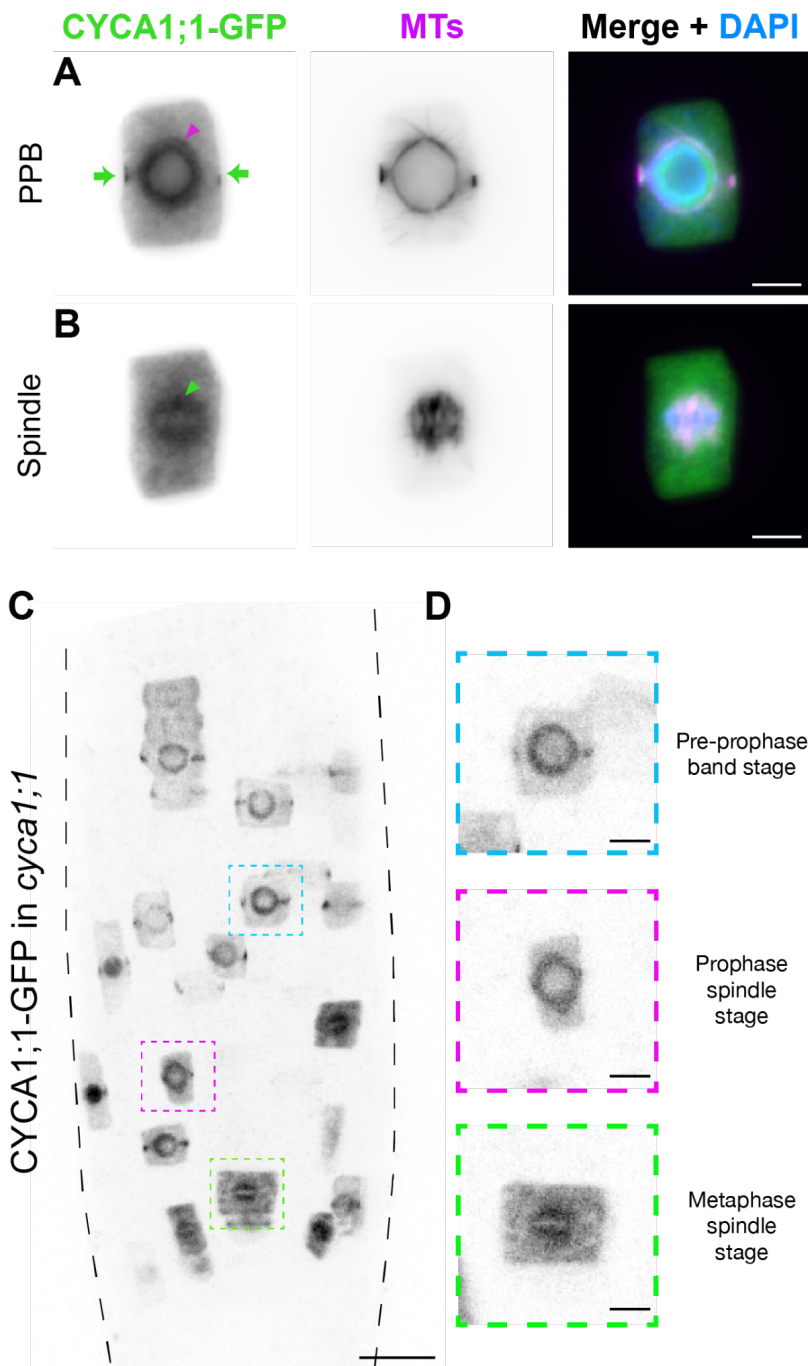 CYCA1;1-GFP
MTs
Merge + DAPI
A
PPB
B
Spindle
C
D
CYCA1;1-GFP in cyca1;1
Pre-prophase
band stage
Prophase
spindle
stage
Metaphase
spindle
stage